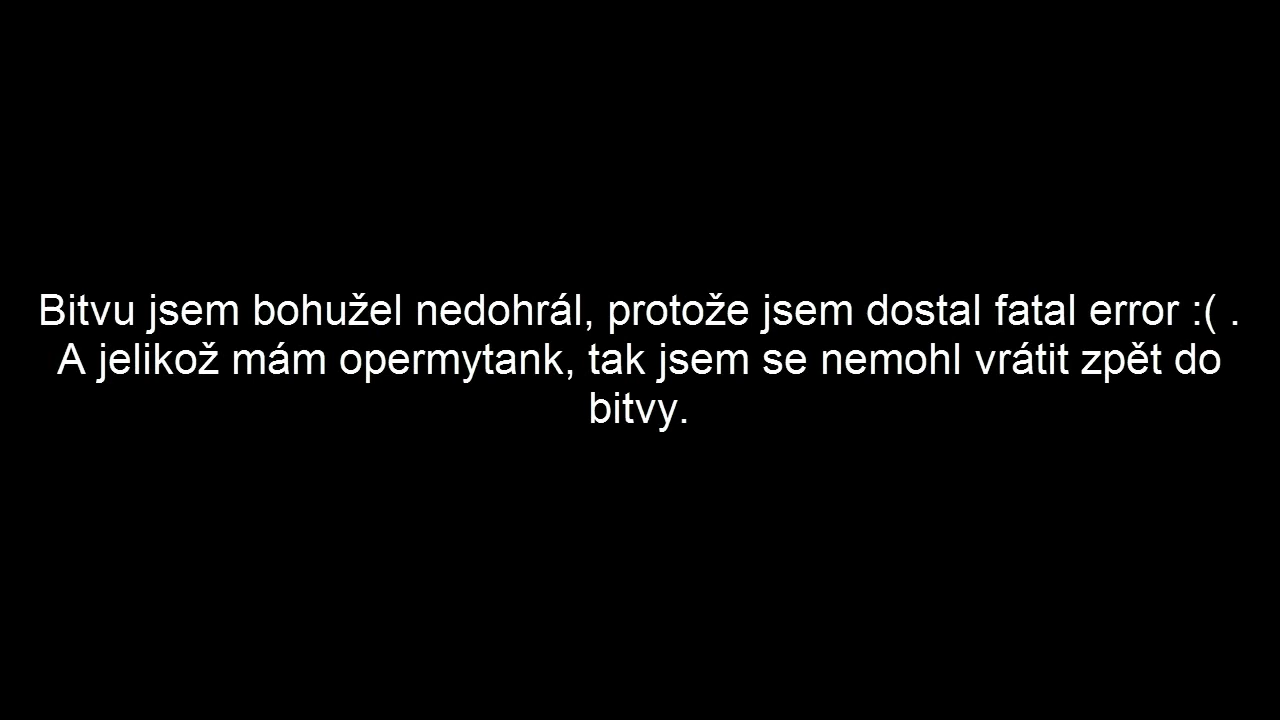 Bitvu jsem bohužel nedohrál, protože jsem dostal fatal error :( .
A jelikož mám opermytank, tak jsem se nemohl vrátit zpět do
bitvy.